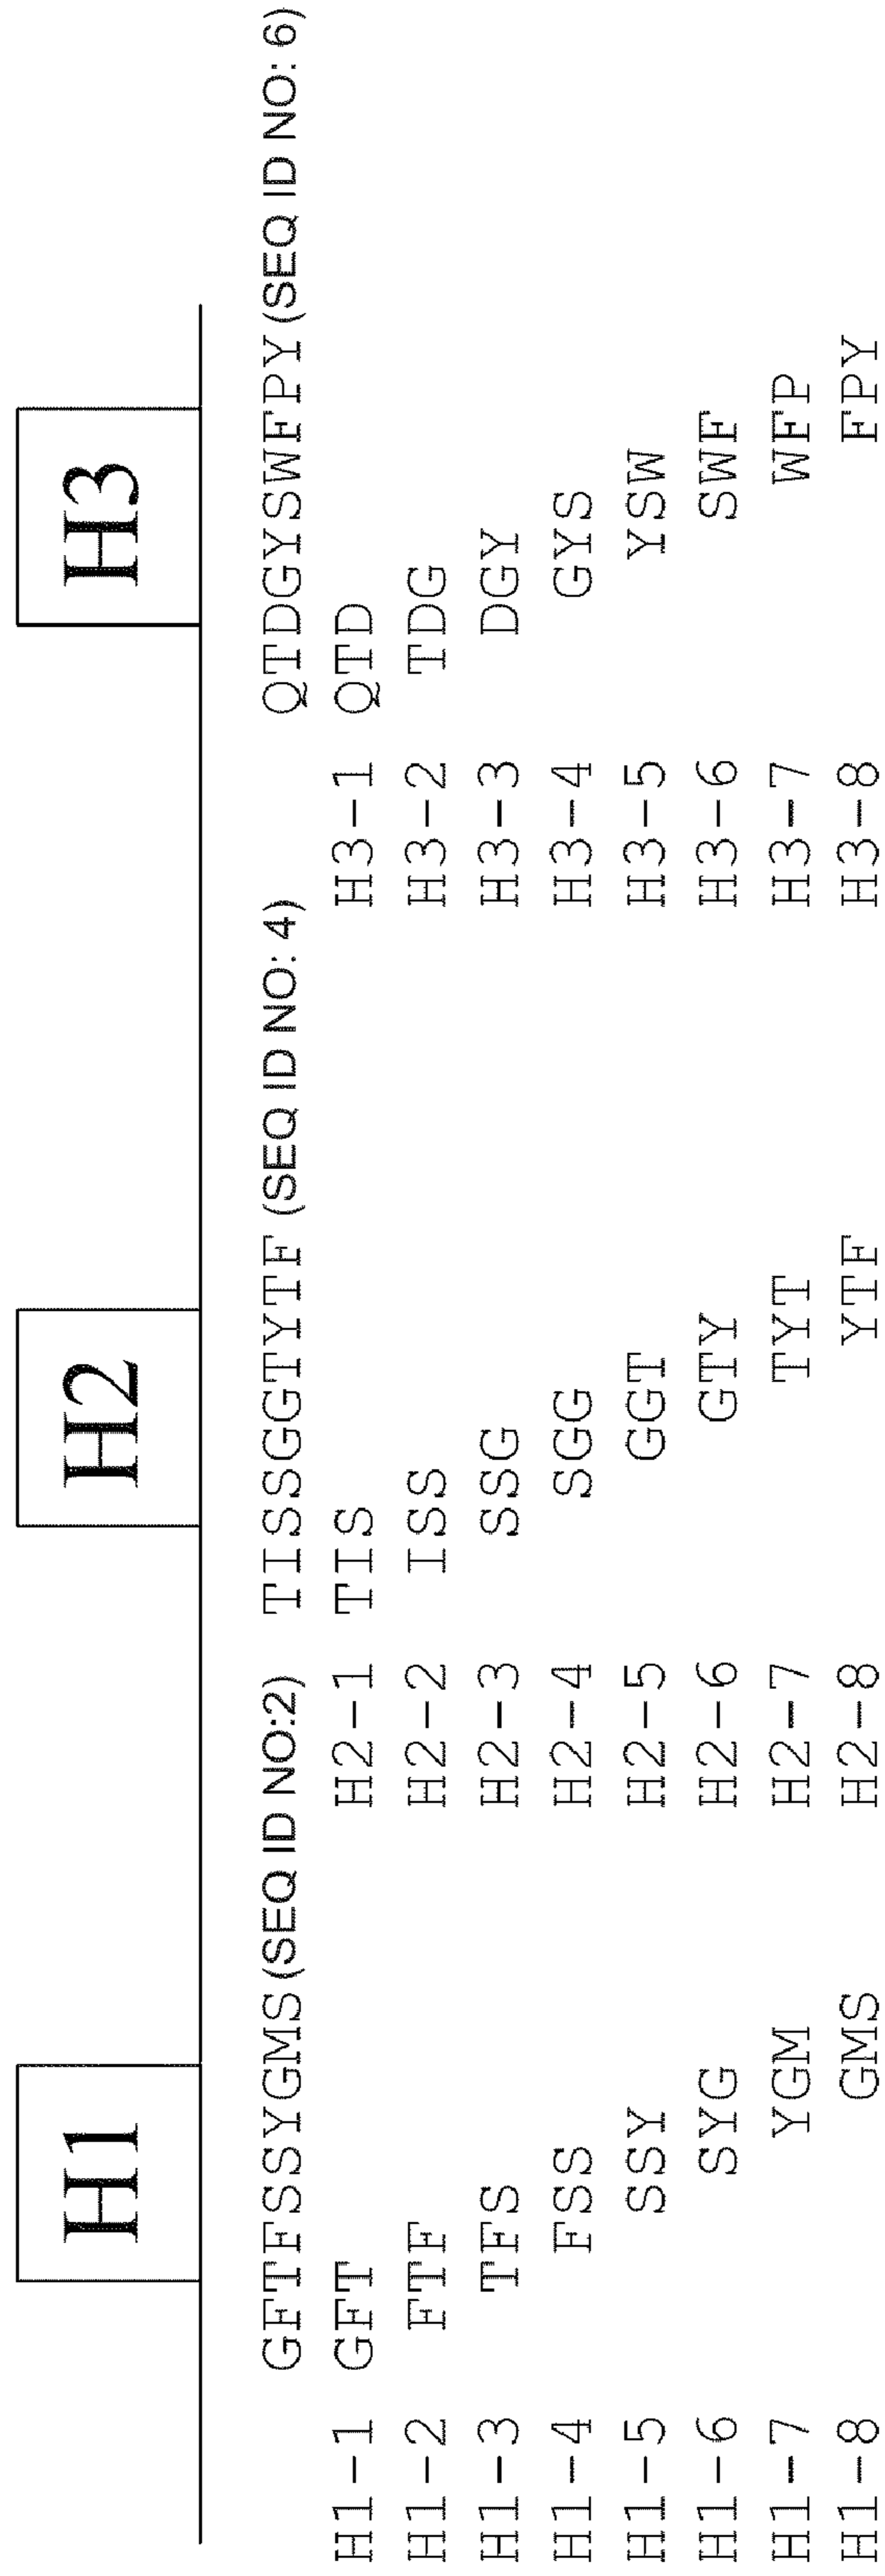 H1 H2 H3
GFTFSSYGMS (SEQ ID NO:2) TISSGGTYTF (SEQ ID NO: 4) QTDGYSWFPY (SEQ ID NO: 6)
H1-1 GFT H2-1 TIS H3-1 QTD
H1-2 FTF H2-2 ISS H3-2 TDG
H1-3 TFS H2-3 SSG H3-3 DGY
H1-4 FSS H2-4 SGG H3-4 GYS
H1-5 SSY H2-5 GGT H3-5 YSW
H1-6 SYG H2-6 GTY H3-6 SWF
H1-7 YGM H2-7 TYT H3-7 WFP
H1-8 GMS H2-8 YTF H3-8 FPY